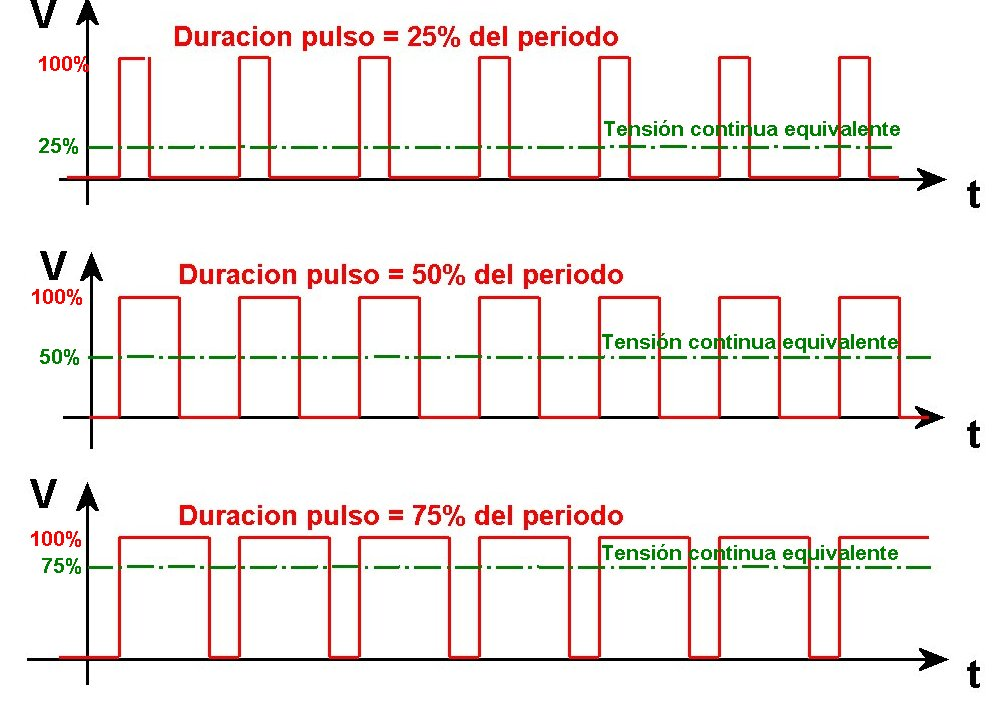 V
Duracion pulso = 25% del periodo
100%
Tensión continua equivalente
25%
t
V
Duracion pulso = 50% del periodo
100%
Tensión continua equivalente
50%
t
V
Duracion pulso = 75% del periodo
100%
Tensión continua equivalente
75%
t